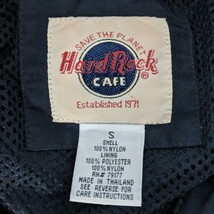 SAVE THE PLANET
Hard Rock
CAFE
®
Established 1971
S
SHELL
100% NYLON
LINING
100% POLYESTER
100% NYLON
RN# 79177
MADE IN THAILAND
SEE REVERSE FOR
CARE INSTRUCTIONS